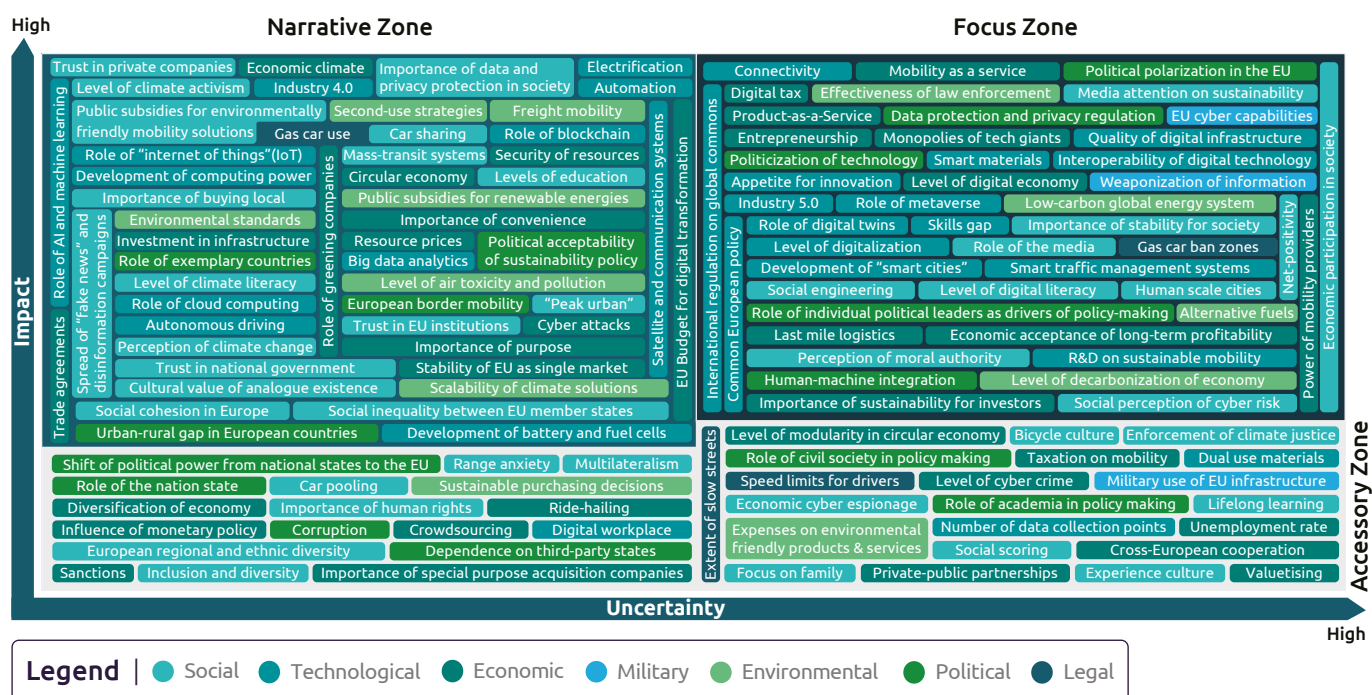 High
Narrative Zone
Focus Zone
Impact
Trust in private companies
Economic climate
Importance of data and
privacy protection in society
Electrification
Level of climate activism
Industry 4.0
Automation
Role of AI and machine learning
Public subsidies for environmentally
friendly mobility solutions
Second-use strategies
Freight mobility
Gas car use
Car sharing
Role of blockchain
Satellite and communication systems
EU Budget for digital transformation
Role of "internet of things"(IoT)
Role of greening companies
Mass-transit systems
Security of resources
Development of computing power
Circular economy
Levels of education
Importance of buying local
Public subsidies for renewable energies
Spread of "fake news" and
disinformation campaigns
Environmental standards
Importance of convenience
Investment in infrastructure
Resource prices
Political acceptability
of sustainability policy
Role of exemplary countries
Big data analytics
Level of climate literacy
Level of air toxicity and pollution
Role of cloud computing
European border mobility
"Peak urban"
Trade agreements
Autonomous driving
Trust in EU institutions
Cyber attacks
Perception of climate change
Importance of purpose
Trust in national government
Stability of EU as single market
Cultural value of analogue existence
Scalability of climate solutions
Social cohesion in Europe
Social inequality between EU member states
Urban-rural gap in European countries
Development of battery and fuel cells
Shift of political power from national states to the EU
Range anxiety
Multilateralism
Role of the nation state
Car pooling
Sustainable purchasing decisions
Diversification of economy
Importance of human rights
Ride-hailing
Influence of monetary policy
Corruption
Crowdsourcing
Digital workplace
European regional and ethnic diversity
Dependence on third-party states
Sanctions
Inclusion and diversity
Importance of special purpose acquisition companies
Connectivity
Mobility as a service
Political polarization in the EU
Economic participation in society
International regulation on global commons
Digital tax
Effectiveness of law enforcement
Media attention on sustainability
Product-as-a-Service
Data protection and privacy regulation
EU cyber capabilities
Entrepreneurship
Monopolies of tech giants
Quality of digital infrastructure
Politicization of technology
Smart materials
Interoperability of digital technology
Appetite for innovation
Level of digital economy
Weaponization of information
Industry 5.0
Role of metaverse
Low-carbon global energy system
Net-positivity
Power of mobility providers
Common European policy
Role of digital twins
Skills gap
Importance of stability for society
Level of digitalization
Role of the media
Gas car ban zones
Development of "smart cities"
Smart traffic management systems
Social engineering
Level of digital literacy
Human scale cities
Role of individual political leaders as drivers of policy-making
Alternative fuels
Last mile logistics
Economic acceptance of long-term profitability
Perception of moral authority
R&D on sustainable mobility
Human-machine integration
Level of decarbonization of economy
Importance of sustainability for investors
Social perception of cyber risk
Extent of slow streets
Level of modularity in circular economy
Bicycle culture
Enforcement of climate justice
Role of civil society in policy making
Taxation on mobility
Dual use materials
Speed limits for drivers
Level of cyber crime
Military use of EU infrastructure
Economic cyber espionage
Role of academia in policy making
Lifelong learning
Expenses on environmental
friendly products & services
Number of data collection points
Unemployment rate
Social scoring
Cross-European cooperation
Focus on family
Private-public partnerships
Experience culture
Valuetising
Accessory Zone
Uncertainty
High
Legend
Social
Technological
Economic
Military
Environmental
Political
Legal